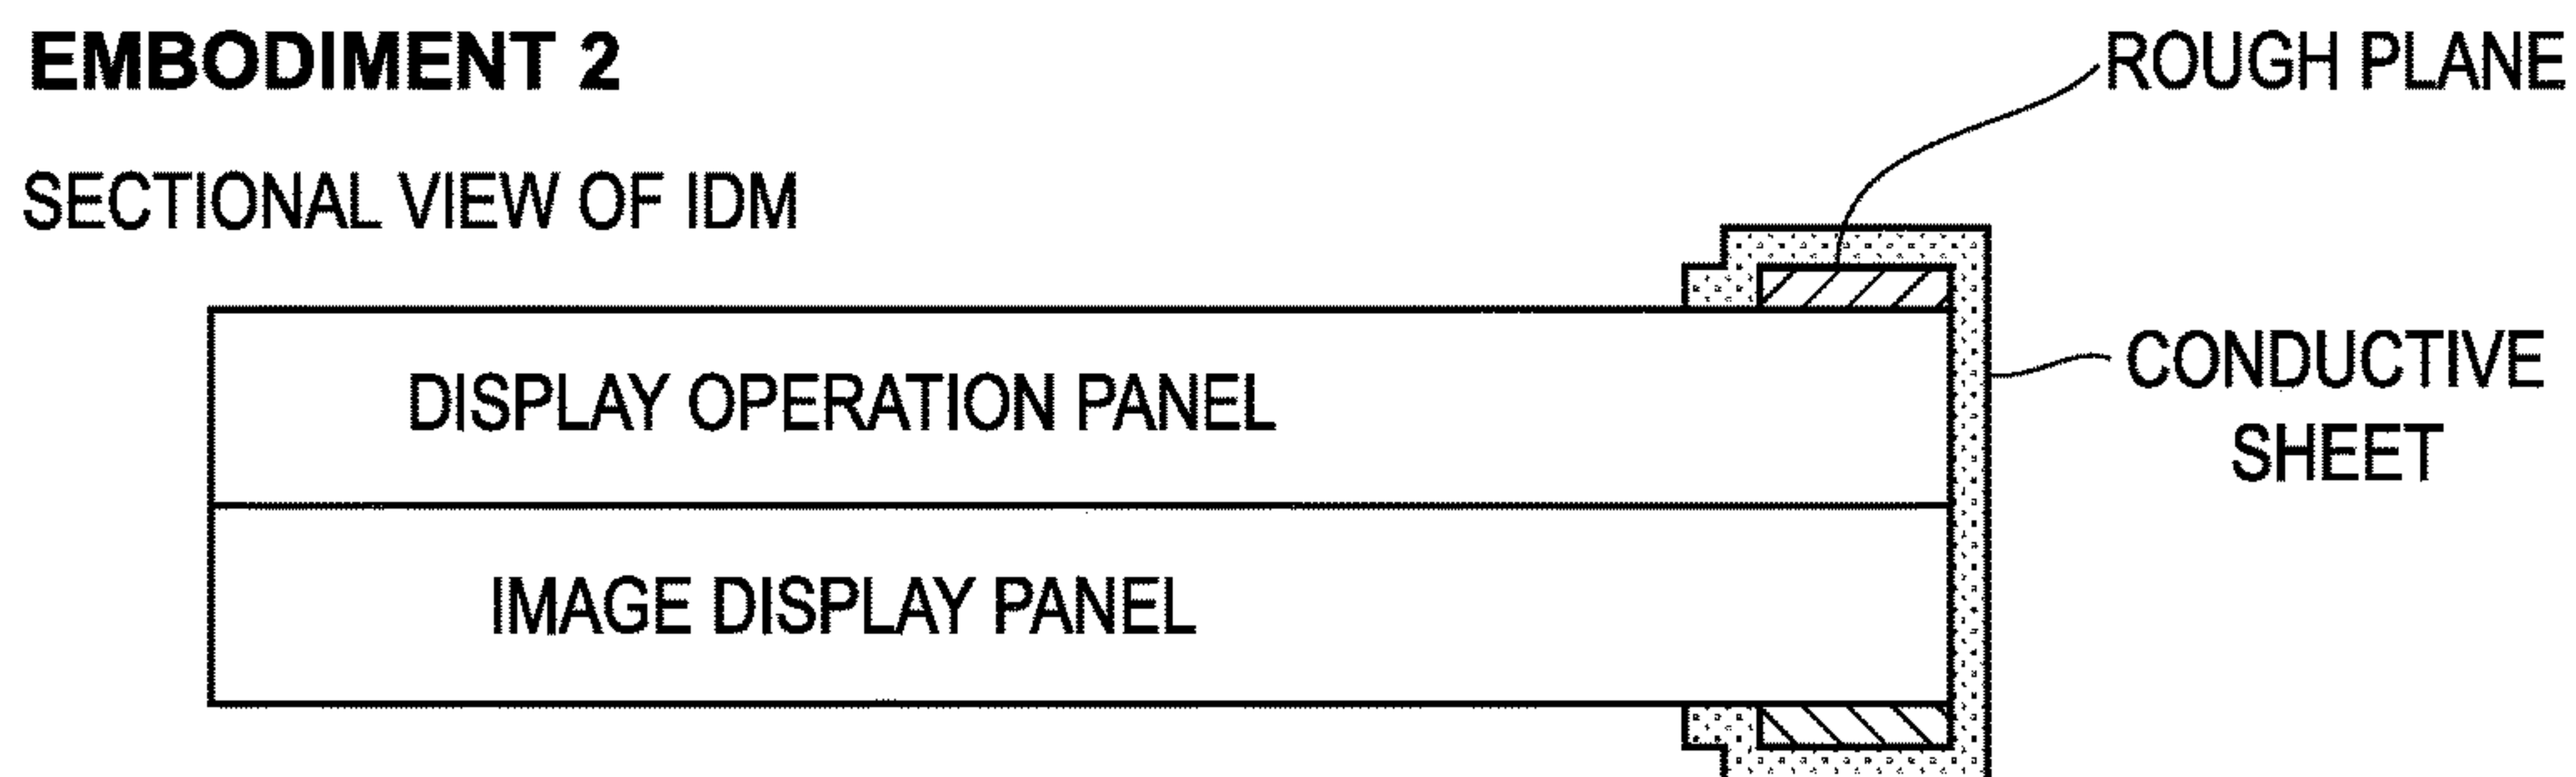 EMBODIMENT 2
ROUGH PLANE
SECTIONAL VIEW OF IDM
CONDUCTIVE
SHEET
DISPLAY OPERATION PANEL
IMAGE DISPLAY PANEL